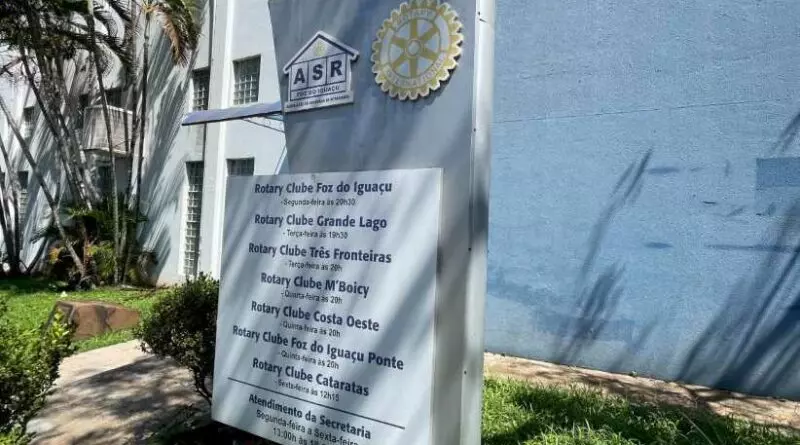 ASR
FOZ DO IGUAÇU
Rotary Clube Foz do Iguaçu
- Segunda-feira às 20h30
Rotary Clube Grande Lago
- Terça-feira às 19h30
Rotary Clube Três Fronteiras
- Terça-feira às 20h
Rotary Clube M'Boicy
- Quarta-feira às 20h
Rotary Clube Costa Oeste
- Quinta-feira às 20h
Rotary Clube Foz do Iguaçu Ponte
- Quinta-feira às 20h
Rotary Clube Cataratas
- Sexta-feira às 12h15
Atendimento da Secretaria
Segunda-feira a Sexta-feira
13:00h às